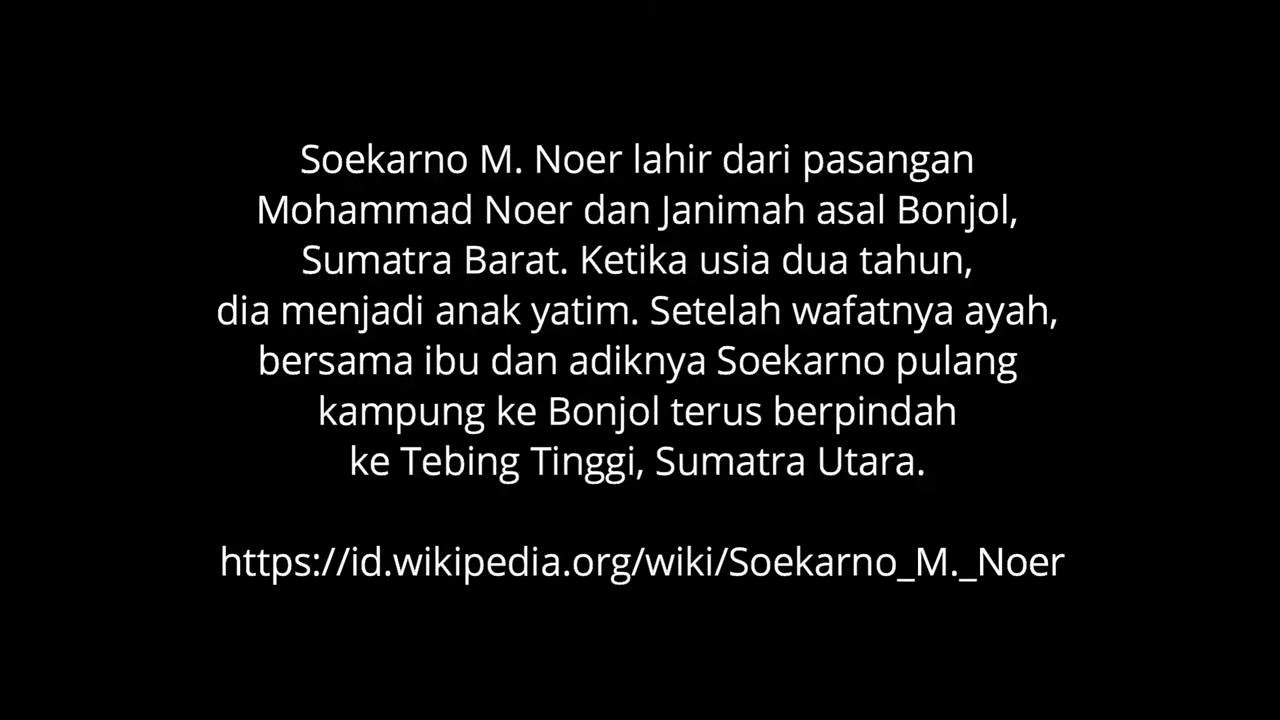 Soekarno M. Noer lahir dari pasangan
Mohammad Noer dan Janimah asal Bonjol,
Sumatra Barat. Ketika usia dua tahun,
dia menjadi anak yatim. Setelah wafatnya ayah,
bersama ibu dan adiknya Soekarno pulang
kampung ke Bonjol terus berpindah
ke Tebing Tinggi, Sumatra Utara.
https://id.wikipedia.org/wiki/Soekarno_M._Noer